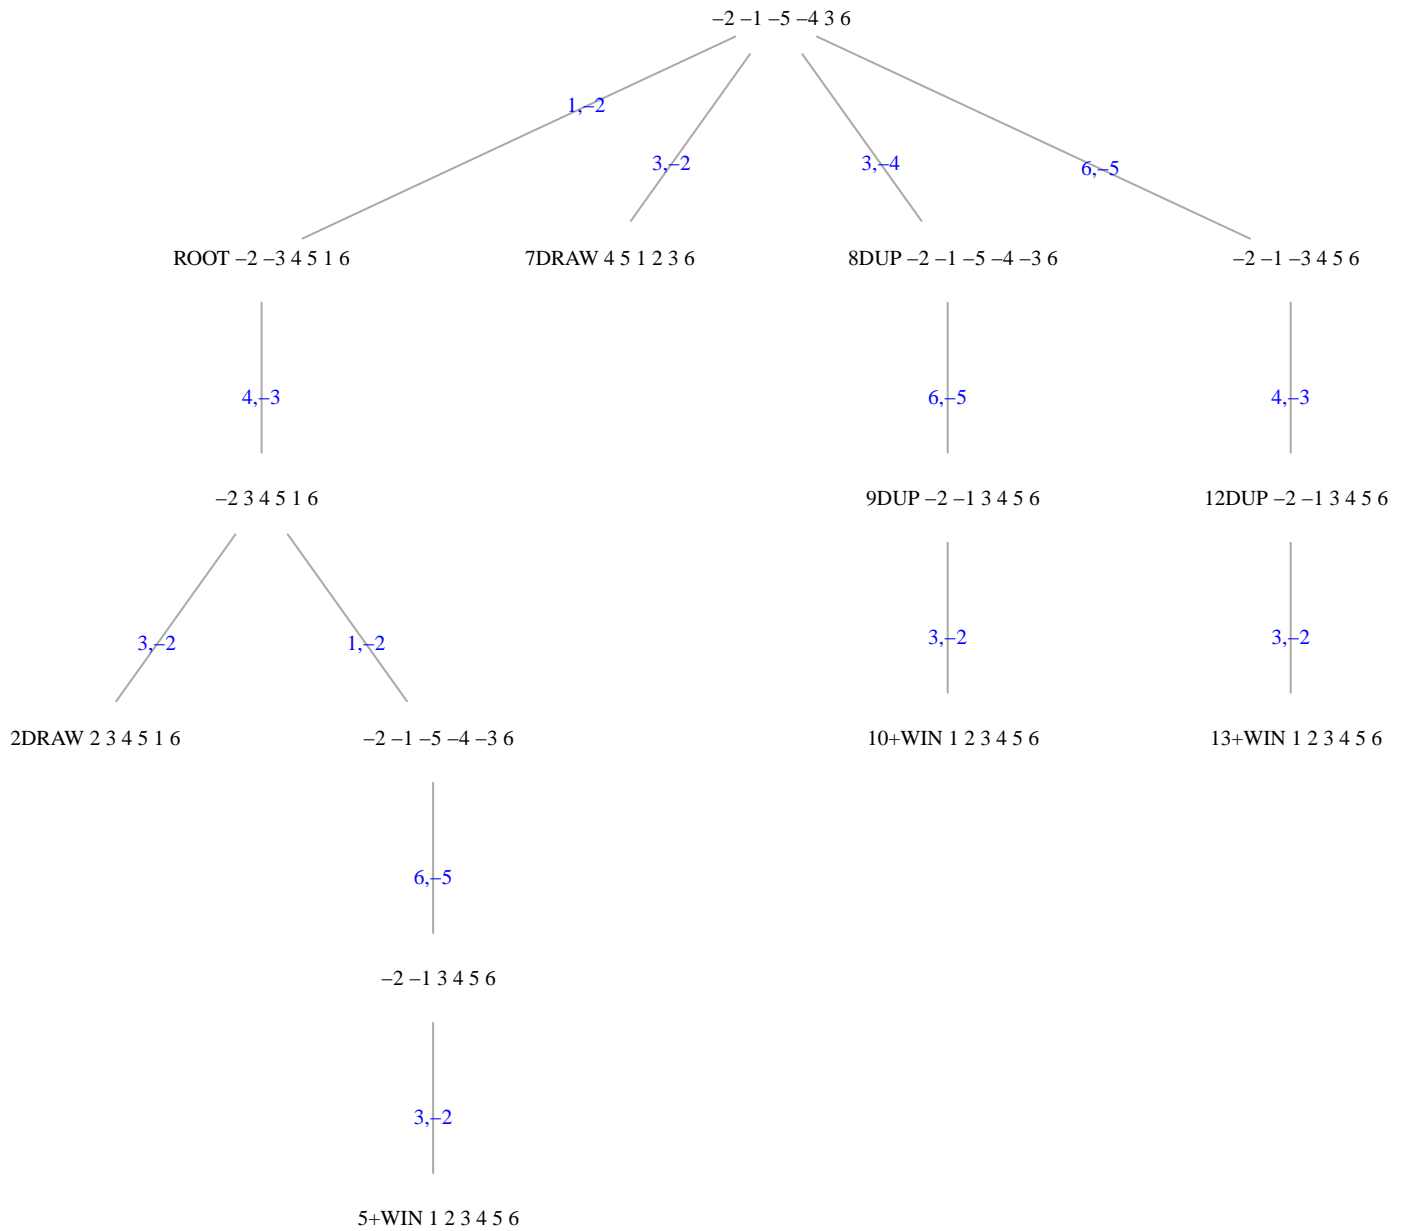 –2 –1 –5 –4 3 6
1,–2
3,–2
3,–4
6,–5
ROOT –2 –3 4 5 1 6
7DRAW 4 5 1 2 3 6
8DUP –2 –1 –5 –4 –3 6
–2 –1 –3 4 5 6
4,–3
6,–5
4,–3
–2 3 4 5 1 6
9DUP –2 –1 3 4 5 6
12DUP –2 –1 3 4 5 6
3,–2
1,–2
3,–2
3,–2
2DRAW 2 3 4 5 1 6
–2 –1 –5 –4 –3 6
10+WIN 1 2 3 4 5 6
13+WIN 1 2 3 4 5 6
6,–5
–2 –1 3 4 5 6
3,–2
5+WIN 1 2 3 4 5 6